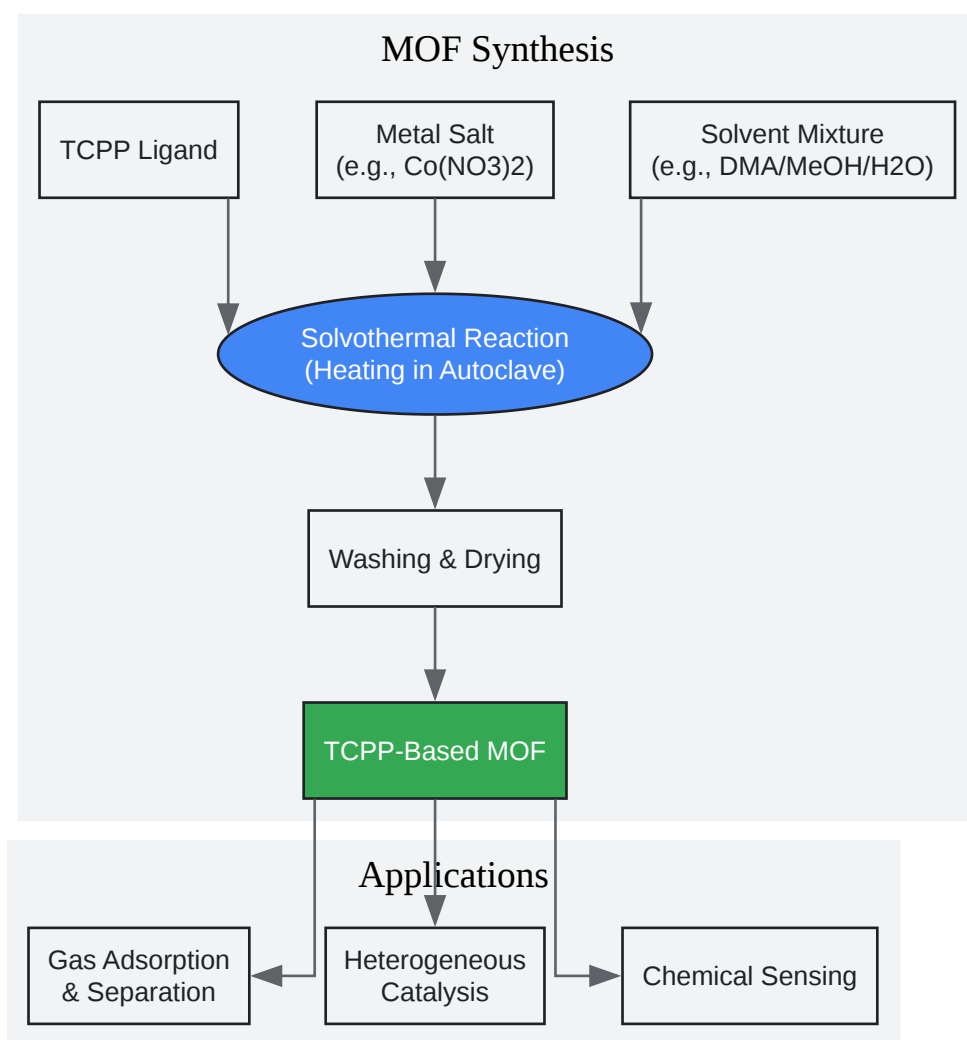 MOF Synthesis
TCPP Ligand
Metal Salt
(e.g., Co(NO3)2)
Solvent Mixture
(e.g., DMA/MeOH/H2O)
Solvothermal Reaction
(Heating in Autoclave)
Washing & Drying
TCPP-Based MOF
Applications
Gas Adsorption
& Separation
Heterogeneous
Catalysis
Chemical Sensing